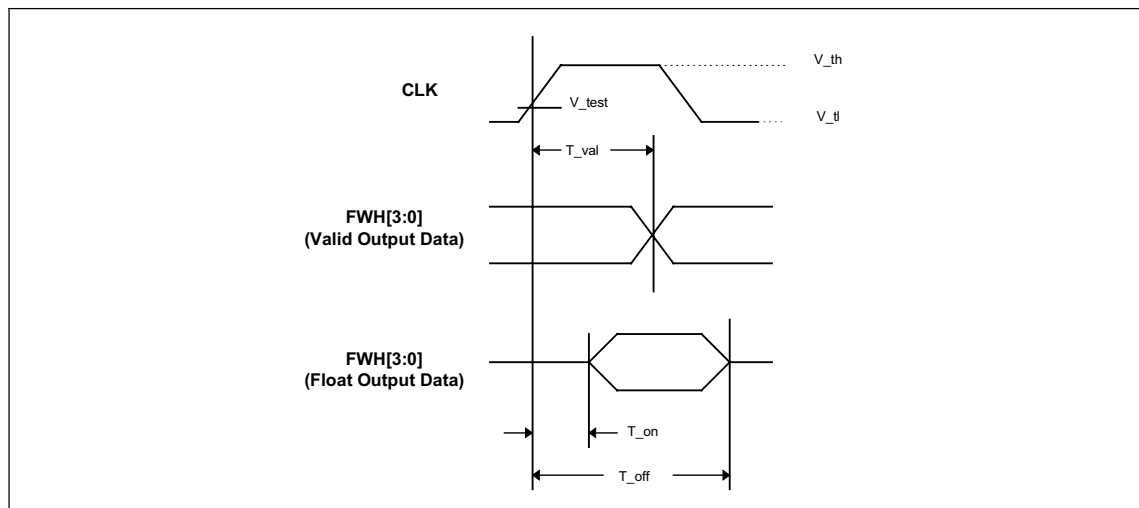 V_th
CLK
V_test
V_tl
T_val
FWH[3:0]
(Valid Output Data)
FWH[3:0]
(Float Output Data)
T_on
T_off